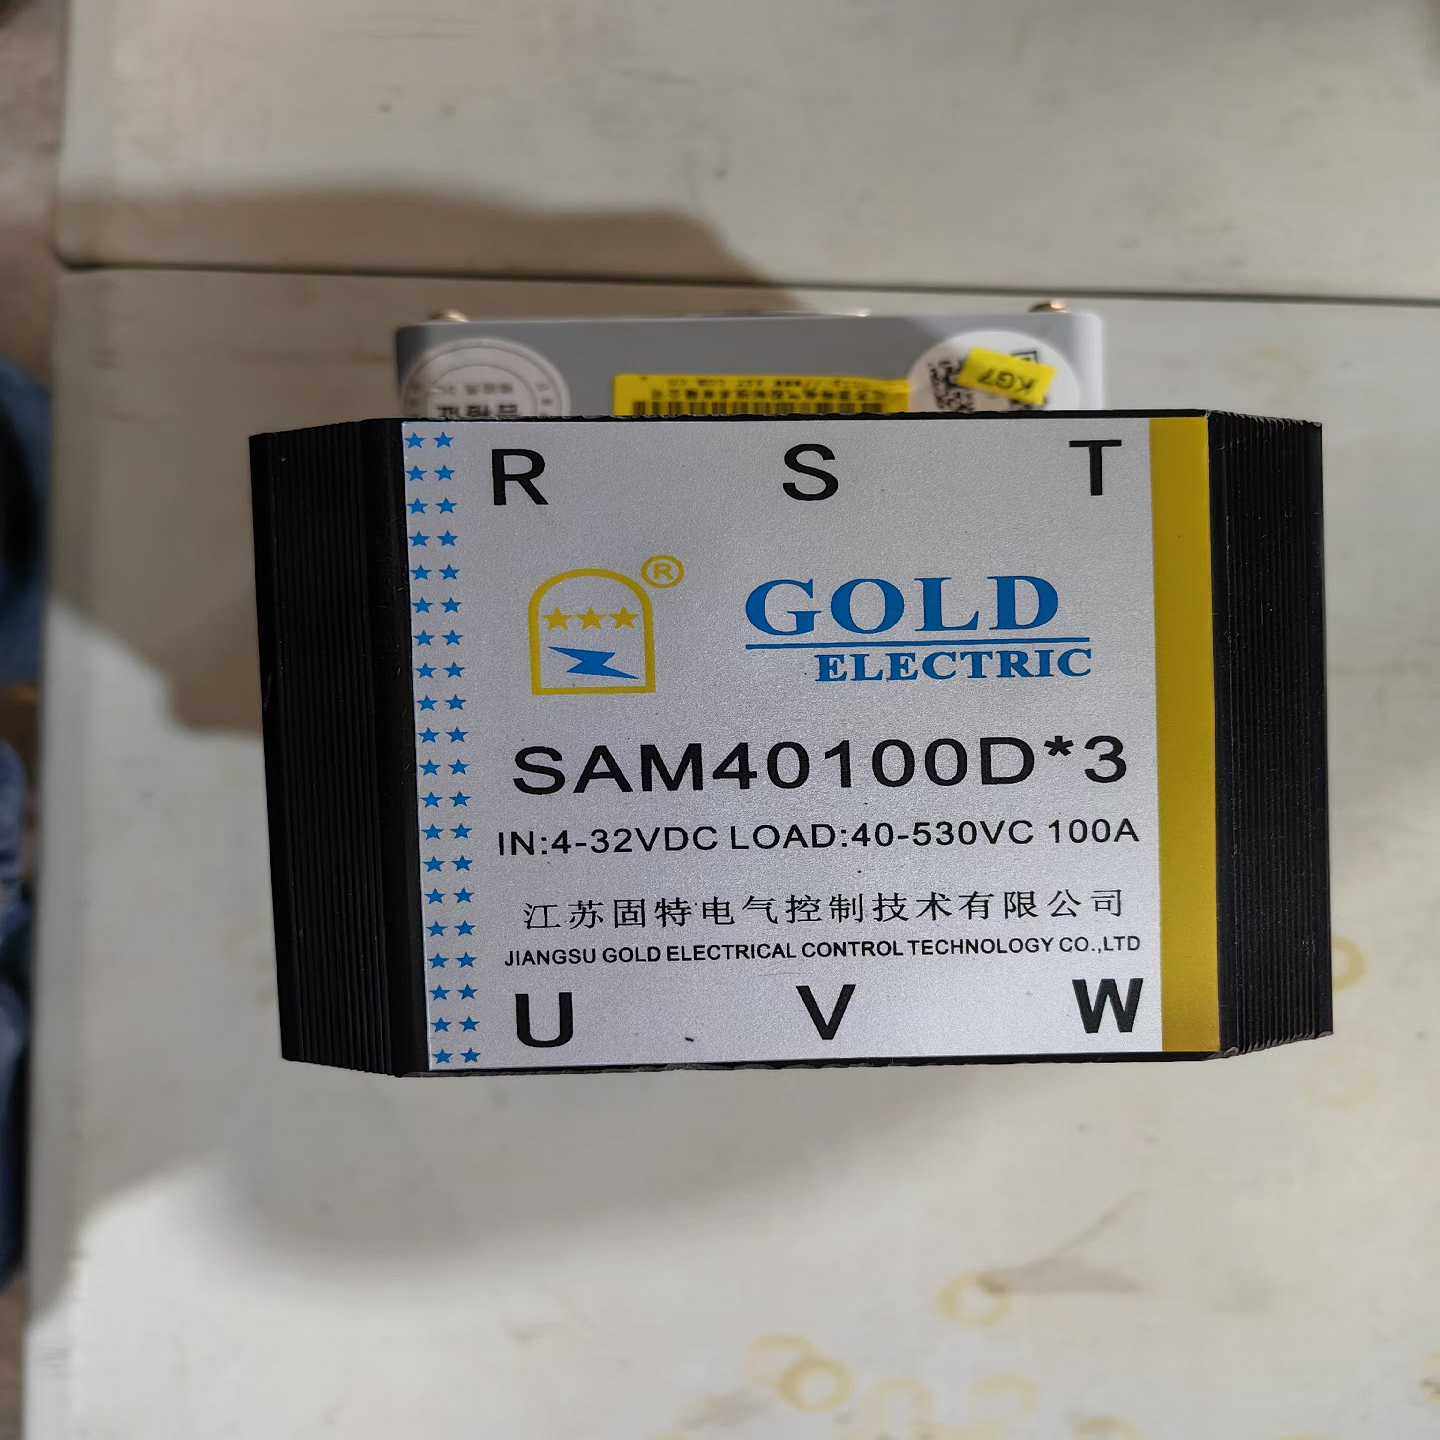 KG7
R S T
®
GOLD
ELECTRIC
SAM40100D*3
IN:4-32VDC LOAD:40-530VC 100A
江苏固特电气控制技术有限公司
JIANGSU GOLD ELECTRICAL CONTROL TECHNOLOGY CO.,LTD
U V W